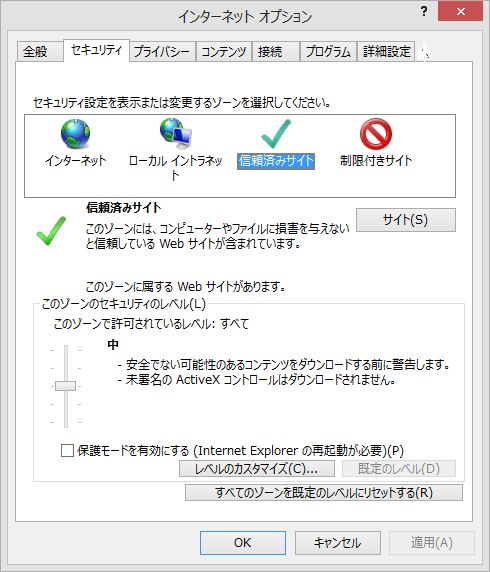 インターネット オプション
?
全般
セキュリティ
プライバシー
コンテンツ
接続
プログラム
詳細設定
セキュリティ設定を表示または変更するゾーンを選択してください。
インターネット
ローカル イントラネッ
ト
信頼済みサイト
制限付きサイト
信頼済みサイト
このゾーンには、コンピューターやファイルに損害を与えない
と信頼している Web サイトが含まれています。
サイト(S)
このゾーンに属する Web サイトがあります。
このゾーンのセキュリティのレベル(L)
このゾーンで許可されているレベル: すべて
中
- 安全でない可能性のあるコンテンツをダウンロードする前に警告します。
- 未署名の ActiveX コントロールはダウンロードされません。
保護モードを有効にする (Internet Explorer の再起動が必要)(P)
レベルのカスタマイズ(C)...
既定のレベル(D)
すべてのゾーンを既定のレベルにリセットする(R)
OK
キャンセル
適用(A)